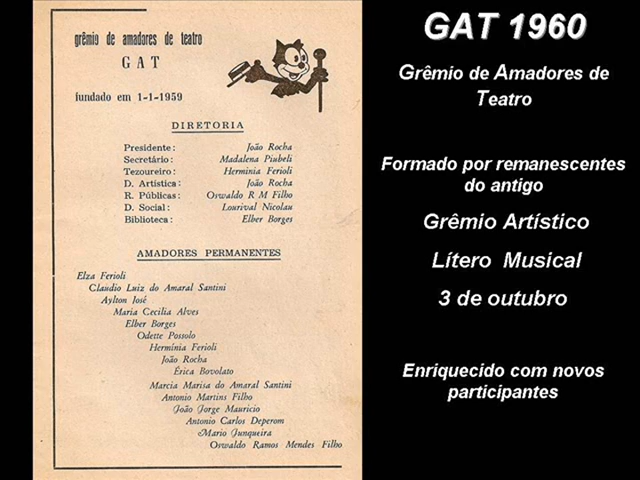 grêmio de amadores de teatro
GAT
fundado em 1-1-1959
DIRETORIA
Presidente: João Rocha
Secretário: Madalena Piubeli
Tezoureiro: Herminia Ferioli
D. Artística: João Rocha
R. Públicas: Oswaldo R M Filho
D. Social: Lourival Nicolau
Biblioteca: Elber Borges
AMADORES PERMANENTES
Elza Ferioli
Claudio Luiz do Amaral Santini
Aylton José
Maria Cecilia Alves
Elber Borges
Odette Possolo
Hermínia Ferioli
João Rocha
Érica Bovolato
Marcia Marisa do Amaral Santini
Antonio Martins Filho
João Jorge Mauricio
Antonio Carlos Deperom
Mario Junqueira
Oswaldo Ramos Mendes Filho
GAT 1960
Grêmio de Amadores de
Teatro
Formado por remanescentes
do antigo
Grêmio Artístico
Lítero Musical
3 de outubro
Enriquecido com novos
participantes